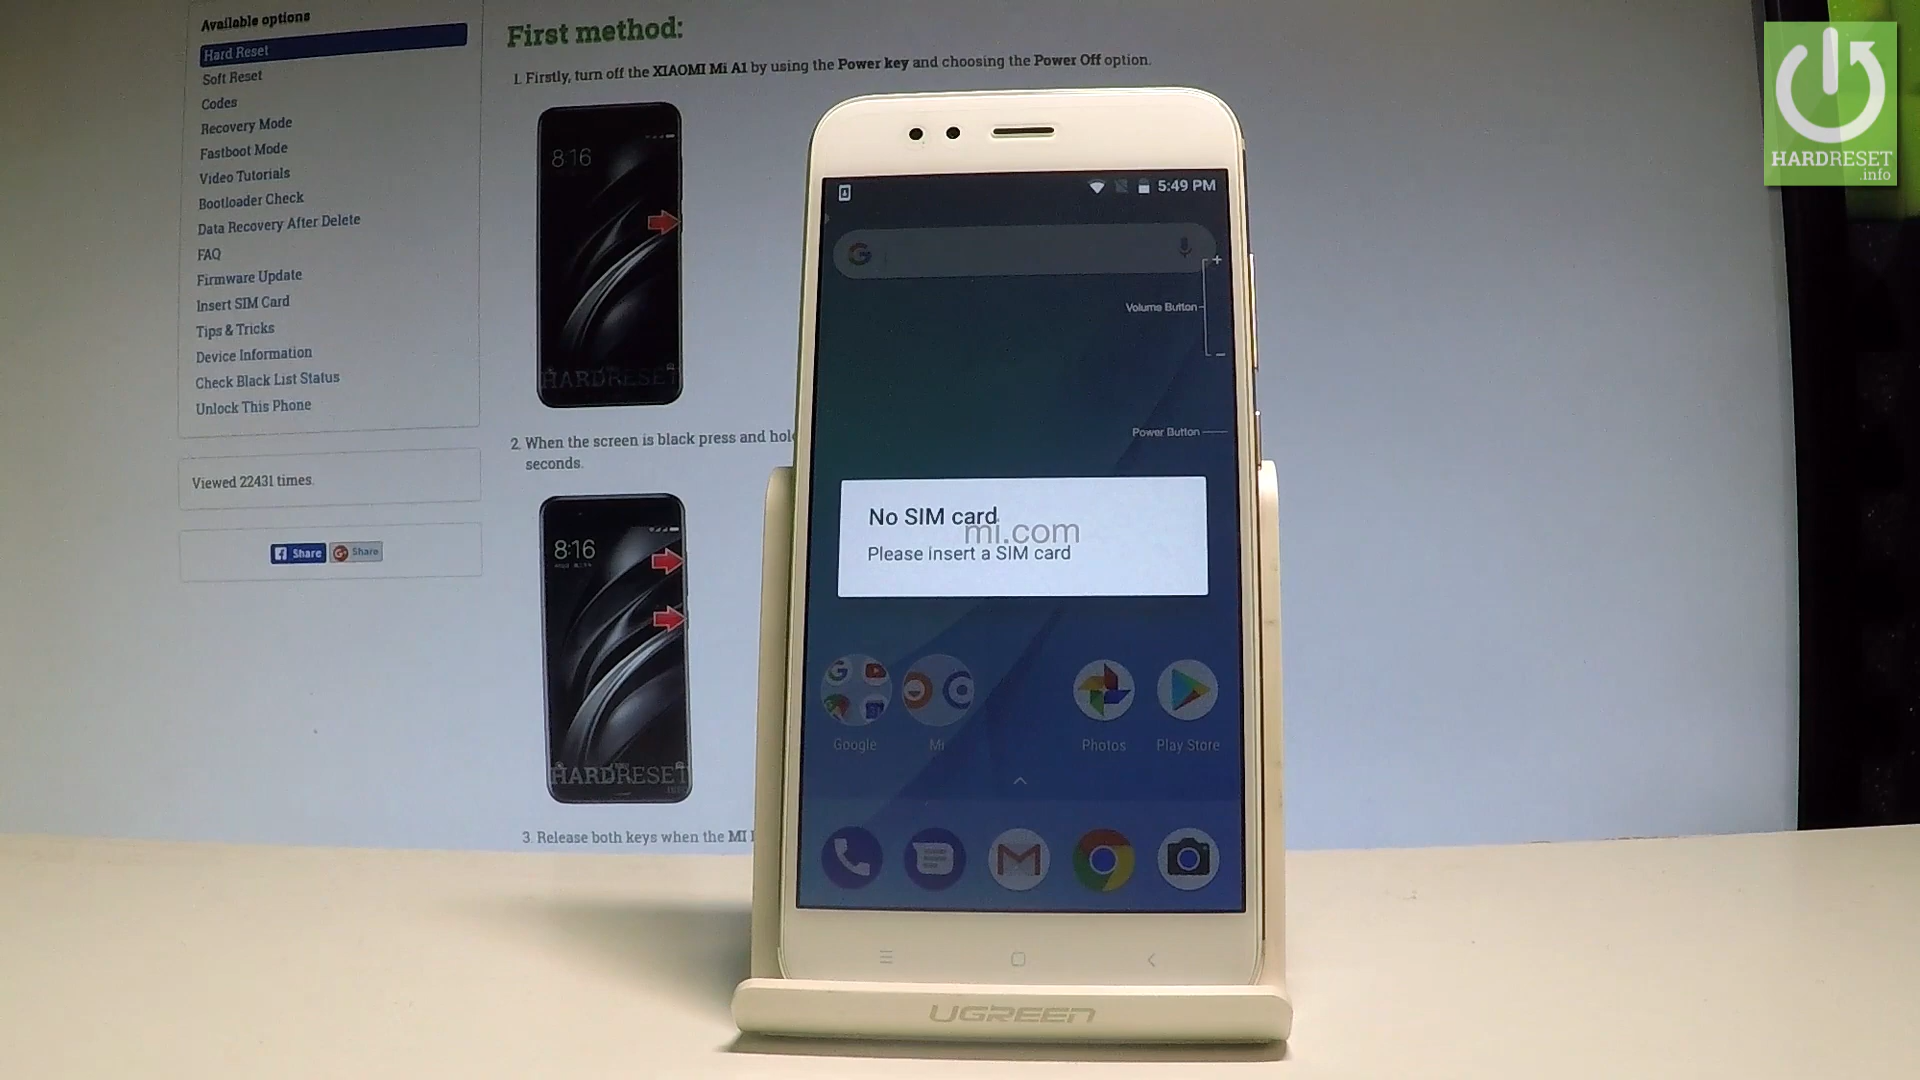 Available options
Hard Reset
Soft Reset
Codes
Recovery Mode
Fastboot Mode
Video Tutorials
Bootloader Check
Data Recovery After Delete
FAQ
Firmware Update
Insert SIM Card
Tips & Tricks
Device Information
Check Black List Status
Unlock This Phone
Viewed 22431 times.
Share
Share
First method:
1. Firstly, turn off the XIAOMI Mi A1 by using the Power key and choosing the Power Off option.
8:16
HARDRESET
2. When the screen is black press and hol
seconds.
8:16
HARDRESET
3. Release both keys when the MI
5:49 PM
Volume Button
+
−
Power Button
No SIM card
mi.com
Please insert a SIM card
Google
Mi
Photos
Play Store
UGREEN
HARDRESET
.info